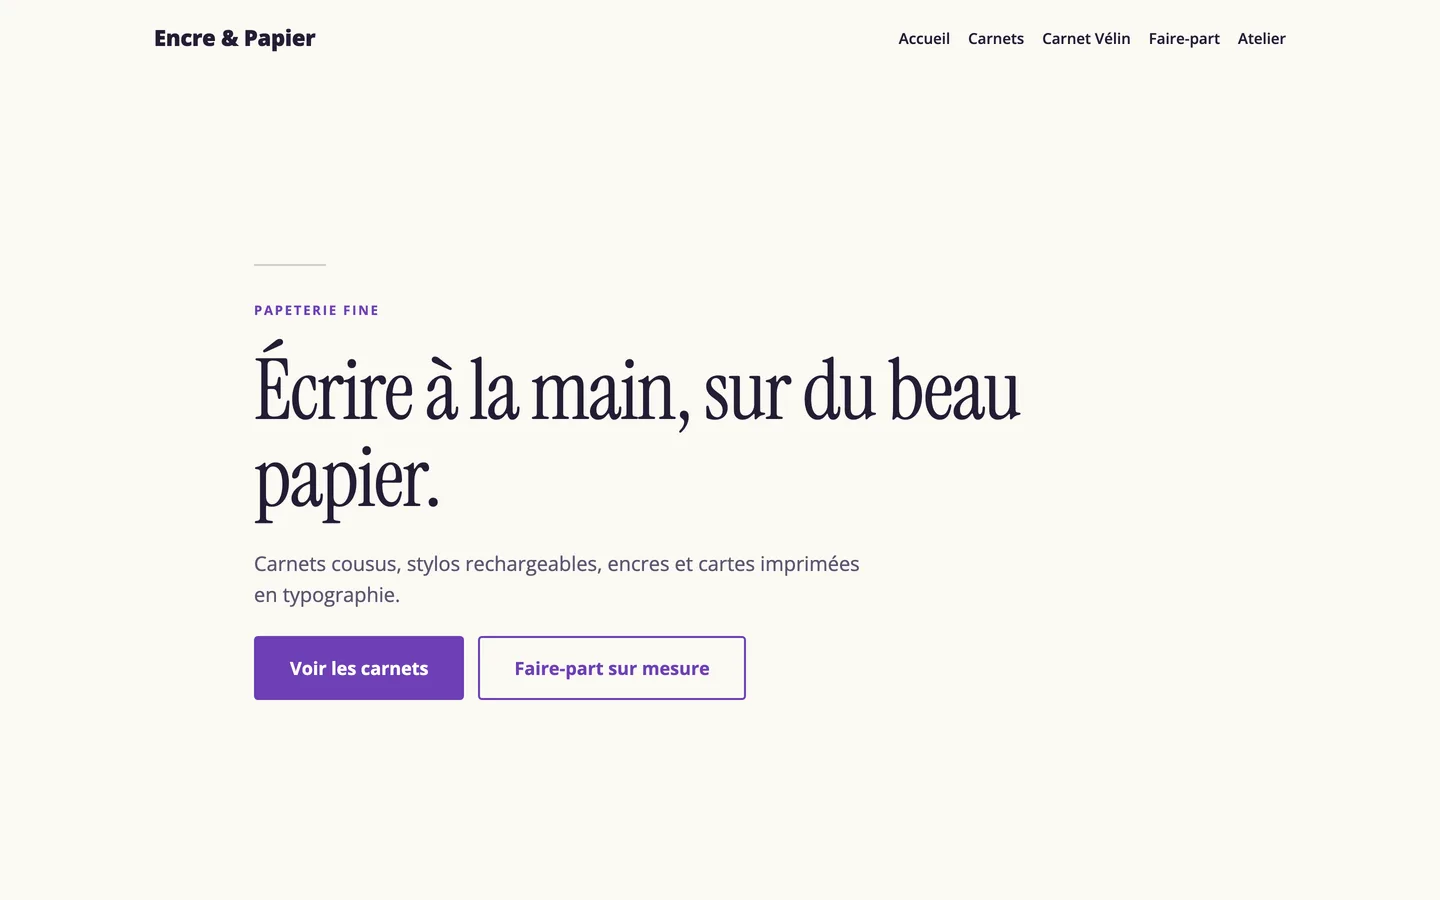 Encre & Papier
Accueil Carnets Carnet Vélin Faire-part Atelier
PAPETERIE FINE
Écrire à la main, sur du beau
papier.
Carnets cousus, stylos rechargeables, encres et cartes imprimées
en typographie.
Voir les carnets
Faire-part sur mesure